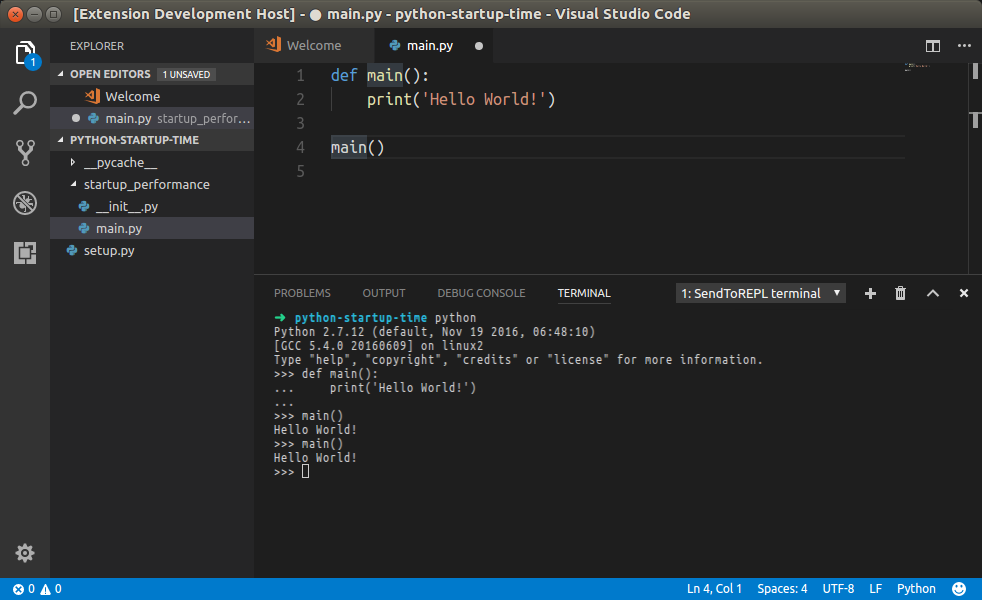 [Extension Development Host] - ● main.py - python-startup-time - Visual Studio Code
EXPLORER
1
OPEN EDITORS 1 UNSAVED
Welcome
main.py startup_perfor...
PYTHON-STARTUP-TIME
__pycache__
startup_performance
__init__.py
main.py
setup.py
Welcome
main.py
1 def main():
2 print('Hello World!')
3
4 main()
5
PROBLEMS OUTPUT DEBUG CONSOLE TERMINAL 1: SendToREPL terminal
➜ python-startup-time python
Python 2.7.12 (default, Nov 19 2016, 06:48:10)
[GCC 5.4.0 20160609] on linux2
Type "help", "copyright", "credits" or "license" for more information.
>>> def main():
...     print('Hello World!')
...
>>> main()
Hello World!
>>> main()
Hello World!
>>>
0 0 Ln 4, Col 1 Spaces: 4 UTF-8 LF Python